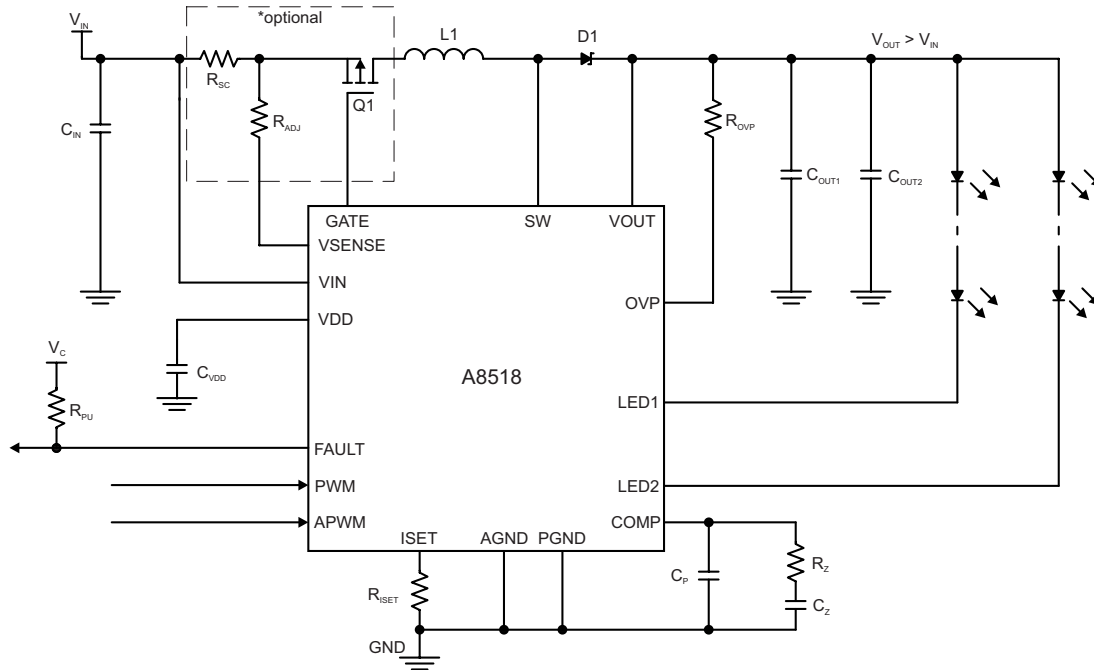 *optional
V_IN
L1
D1
V_OUT > V_IN
R_SC
Q1
R_ADJ
R_OVP
C_IN
C_OUT1
C_OUT2
GATE
SW
VOUT
VSENSE
VIN
OVP
VDD
V_C
C_VDD
A8518
R_PU
LED1
FAULT
PWM
LED2
APWM
COMP
ISET
AGND
PGND
R_ISET
C_P
R_Z
C_Z
GND